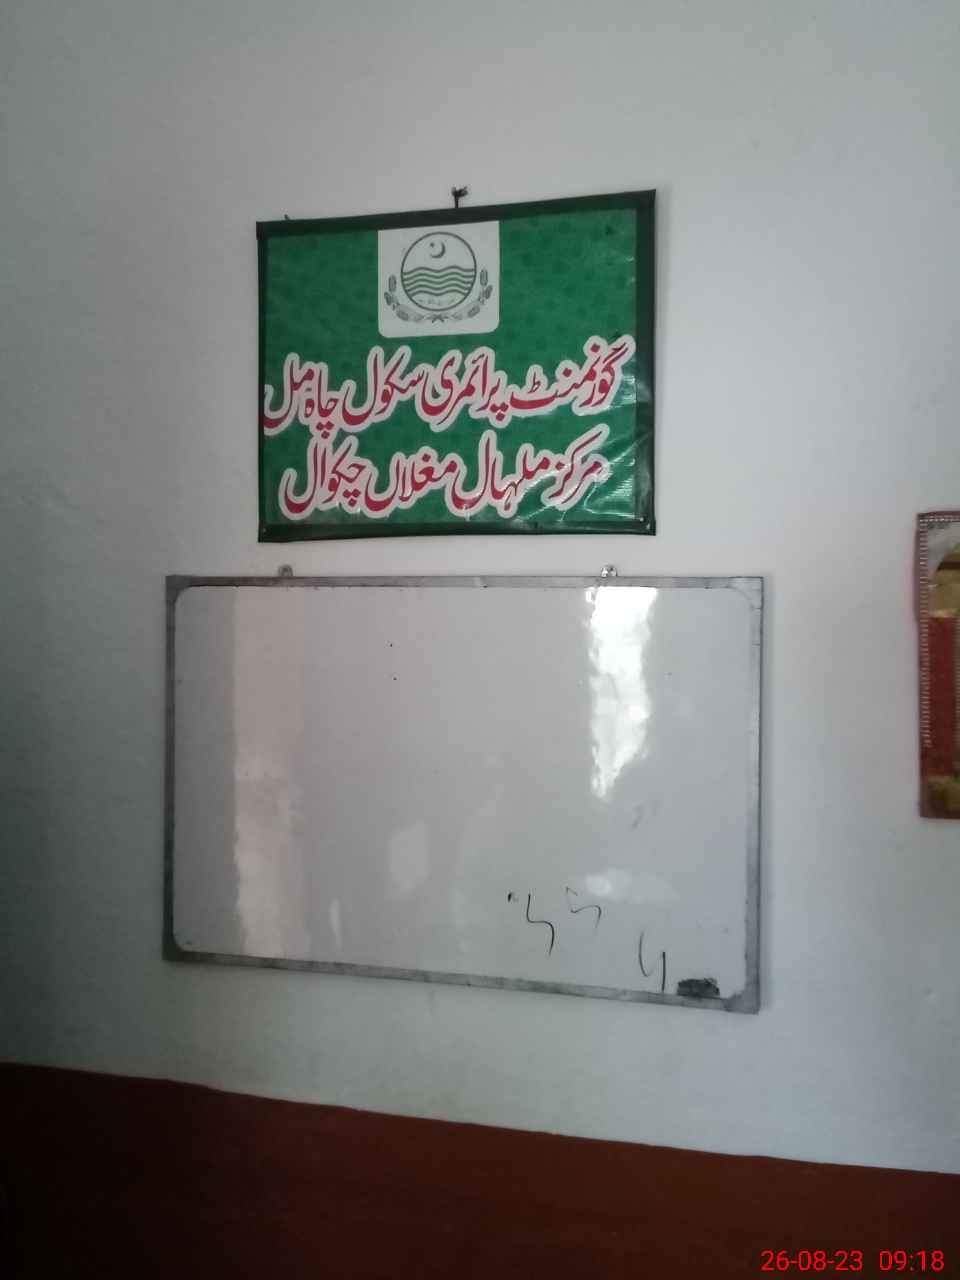 گورنمنٹ پرائمری سکول چاہ مل
مرکز ملہال مغلاں چکوال
26-08-23 09:18